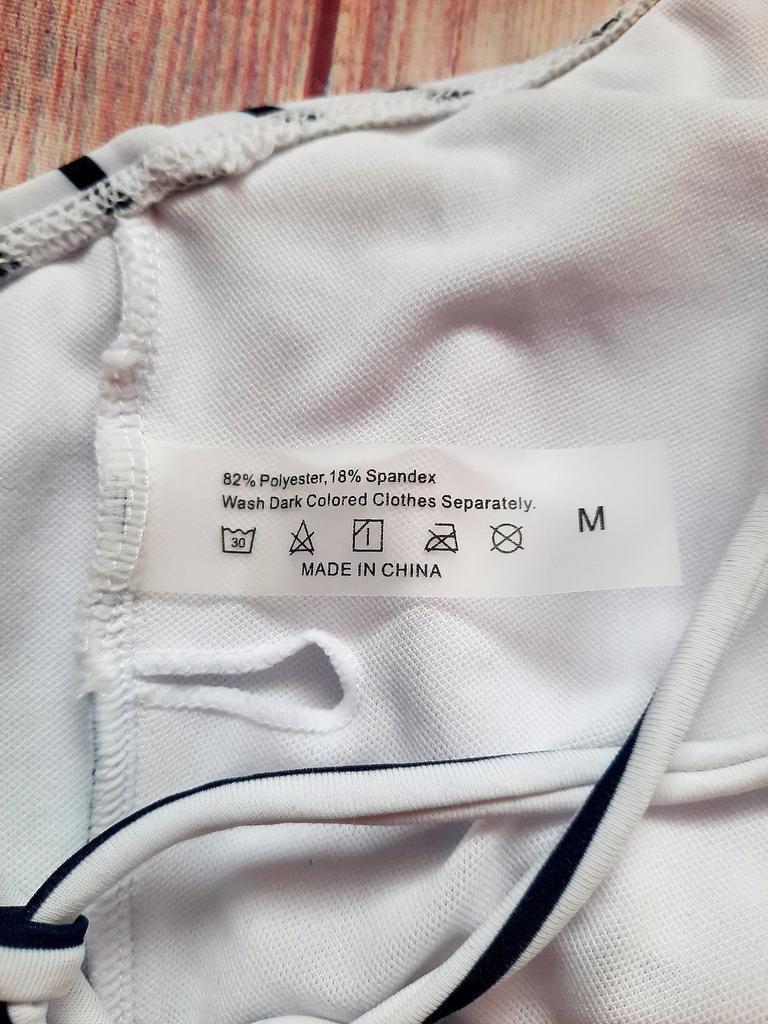 82% Polyester,18% Spandex
Wash Dark Colored Clothes Separately.
30
M
MADE IN CHINA